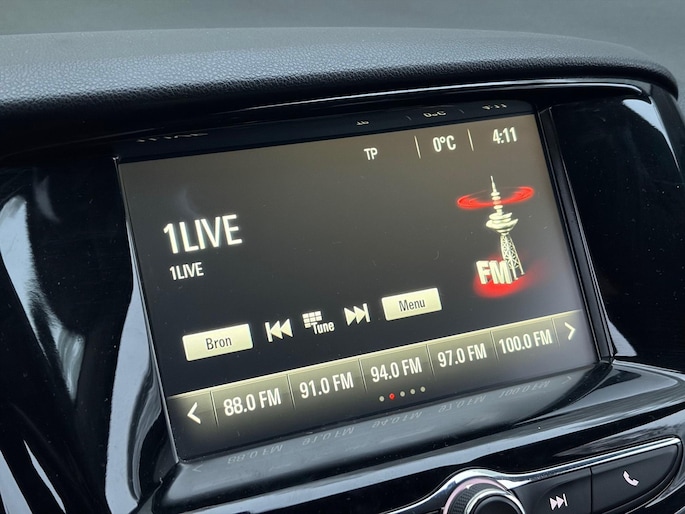 TP 0°C 4:11
1LIVE
1LIVE
FM
Bron Tune Menu
88.0 FM 91.0 FM 94.0 FM 97.0 FM 100.0 FM